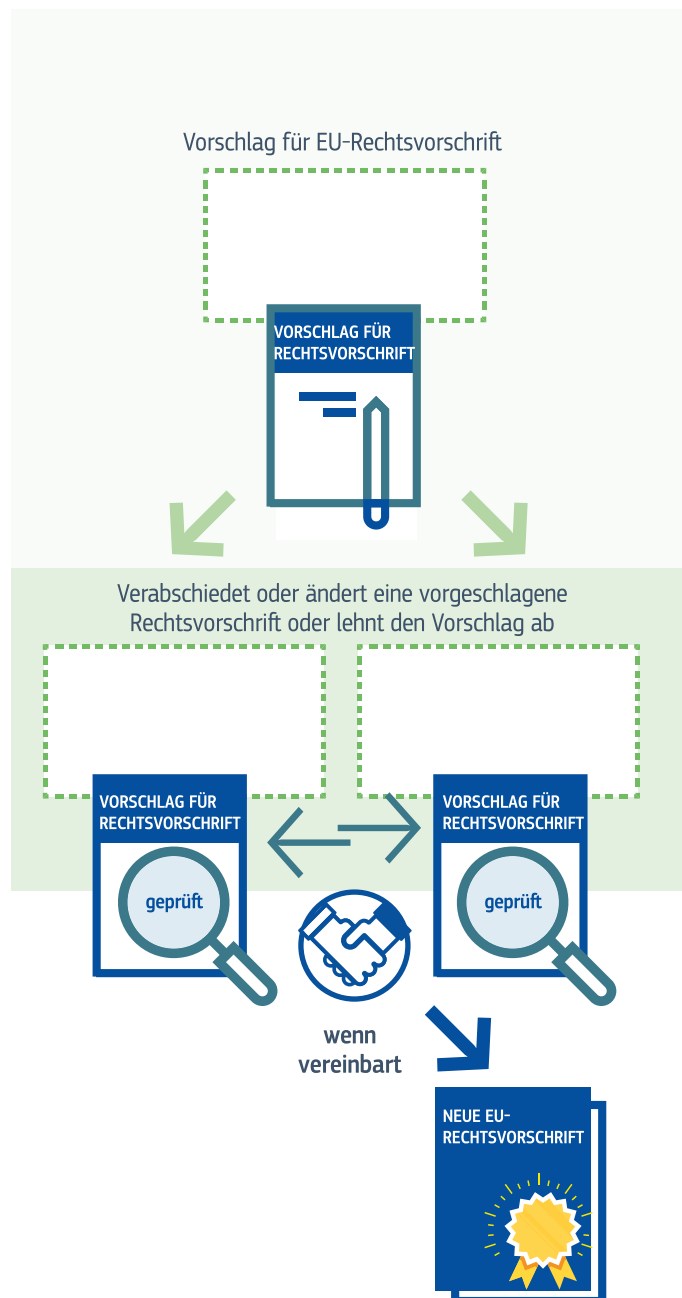 Vorschlag für EU-Rechtsvorschrift
VORSCHLAG FÜR
RECHTSVORSCHRIFT
Verabschiedet oder ändert eine vorgeschlagene
Rechtsvorschrift oder lehnt den Vorschlag ab
VORSCHLAG FÜR
RECHTSVORSCHRIFT
geprüft
VORSCHLAG FÜR
RECHTSVORSCHRIFT
geprüft
wenn
vereinbart
NEUE EU-
RECHTSVORSCHRIFT